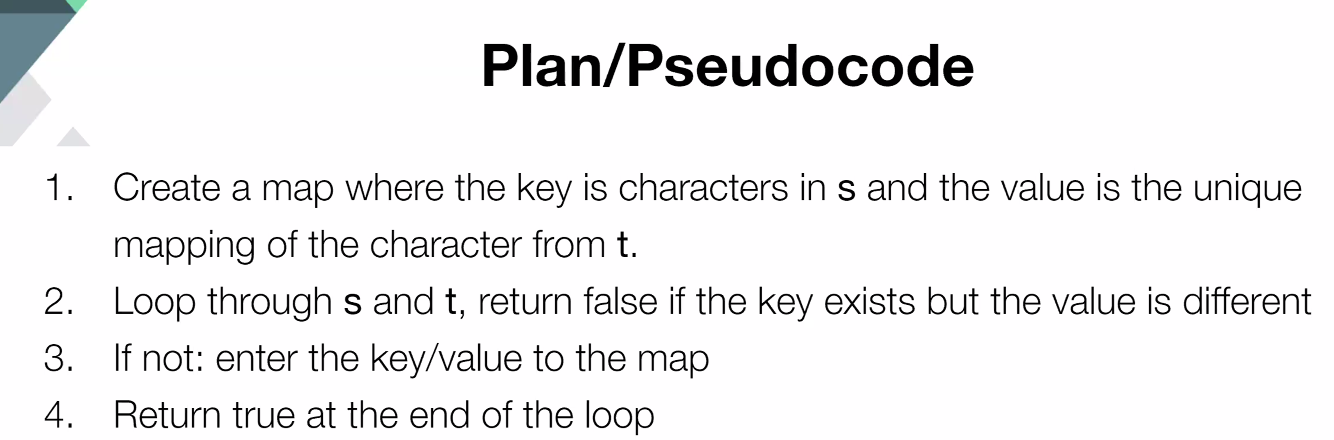 Plan/Pseudocode
1. Create a map where the key is characters in s and the value is the unique
mapping of the character from t.
2. Loop through s and t, return false if the key exists but the value is different
3. If not: enter the key/value to the map
4. Return true at the end of the loop